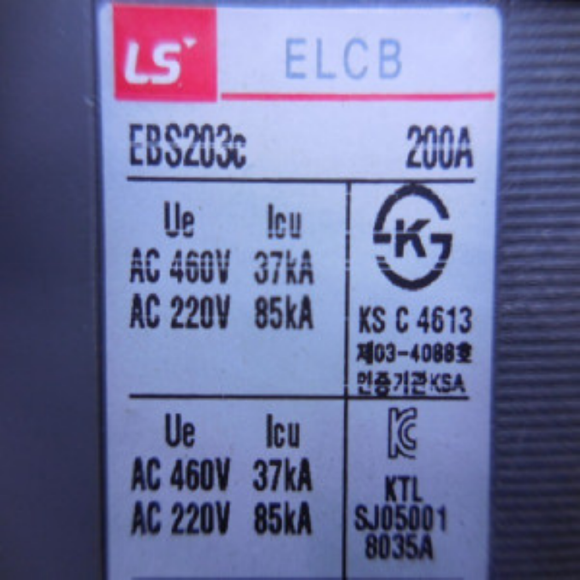 LS ELCB
EBS203c 200A
Ue Icu
AC 460V 37kA
AC 220V 85kA
K
KS C 4613
제03-4088호
인증기관KSA
Ue Icu
AC 460V 37kA
AC 220V 85kA
KC
KTL
SJ05001
8035A